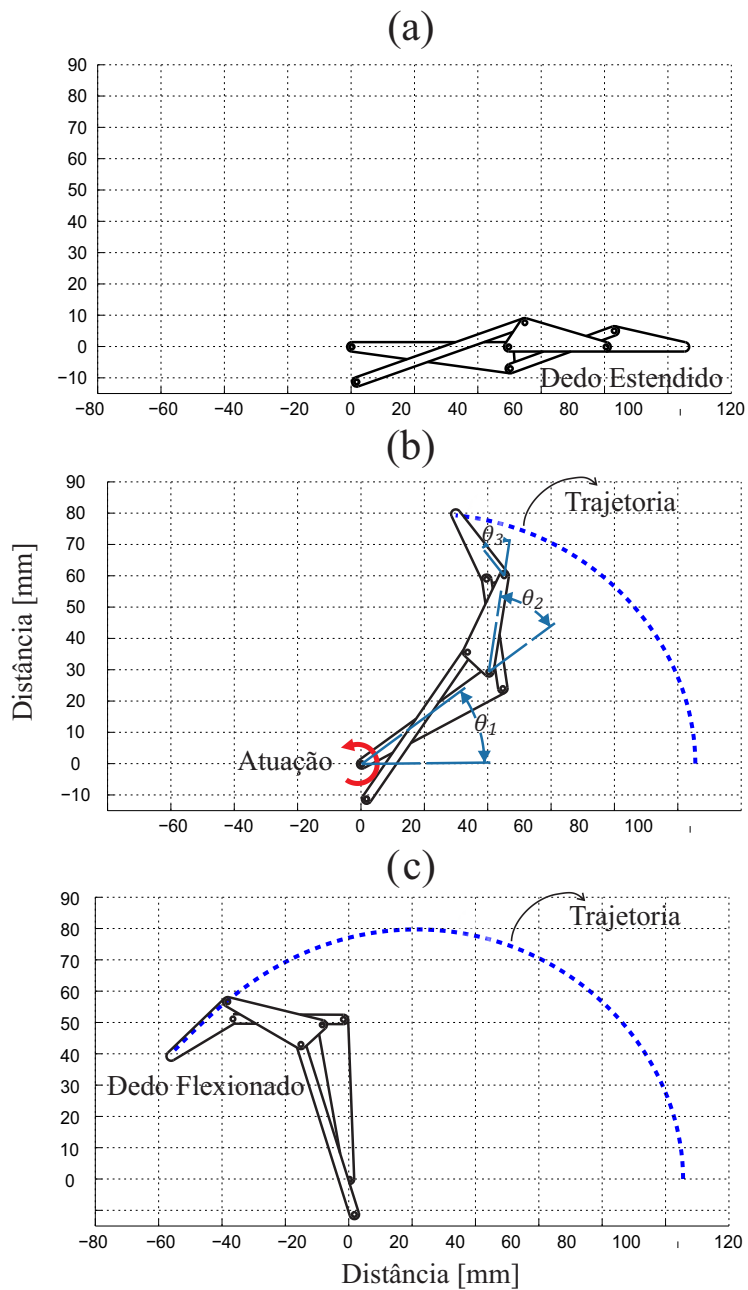 (a)
90
80
70
60
50
40
30
20
10
0
−10
Dedo Estendido
−80 −60 −40 −20 0 20 40 60 80 100 120
(b)
90
80
70
60
50
40
30
20
10
0
−10
Distância [mm]
Trajetoria
θ3
θ2
θ1
Atuação
−60 −40 −20 0 20 40 60 80 100
(c)
90
80
70
60
50
40
30
20
10
0
Trajetoria
Dedo Flexionado
−80 −60 −40 −20 0 20 40 60 80 100 120
Distância [mm]